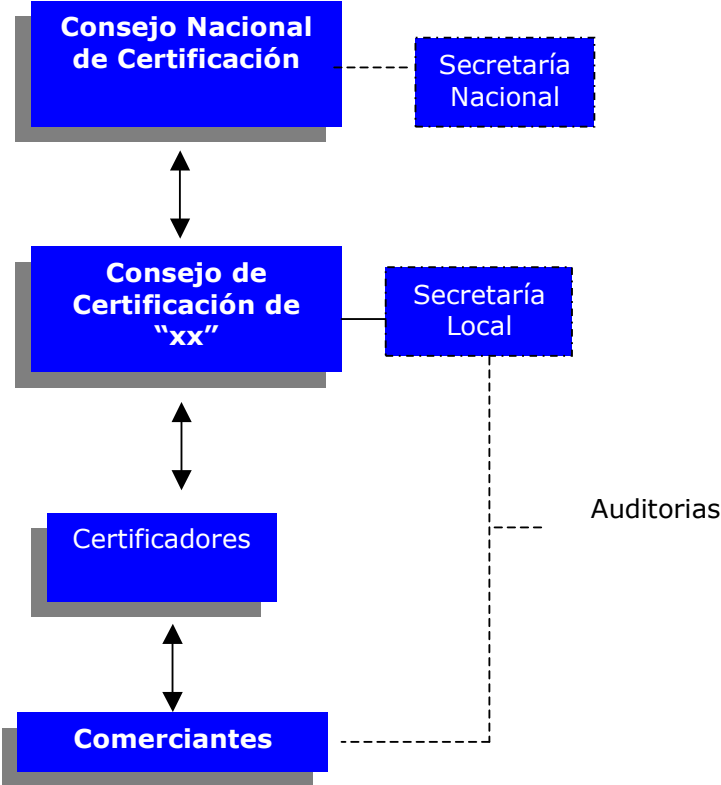 Consejo Nacional
de Certificación
Secretaría
Nacional
Consejo de
Certificación de
“xx”
Secretaría
Local
Auditorias
Certificadores
Comerciantes